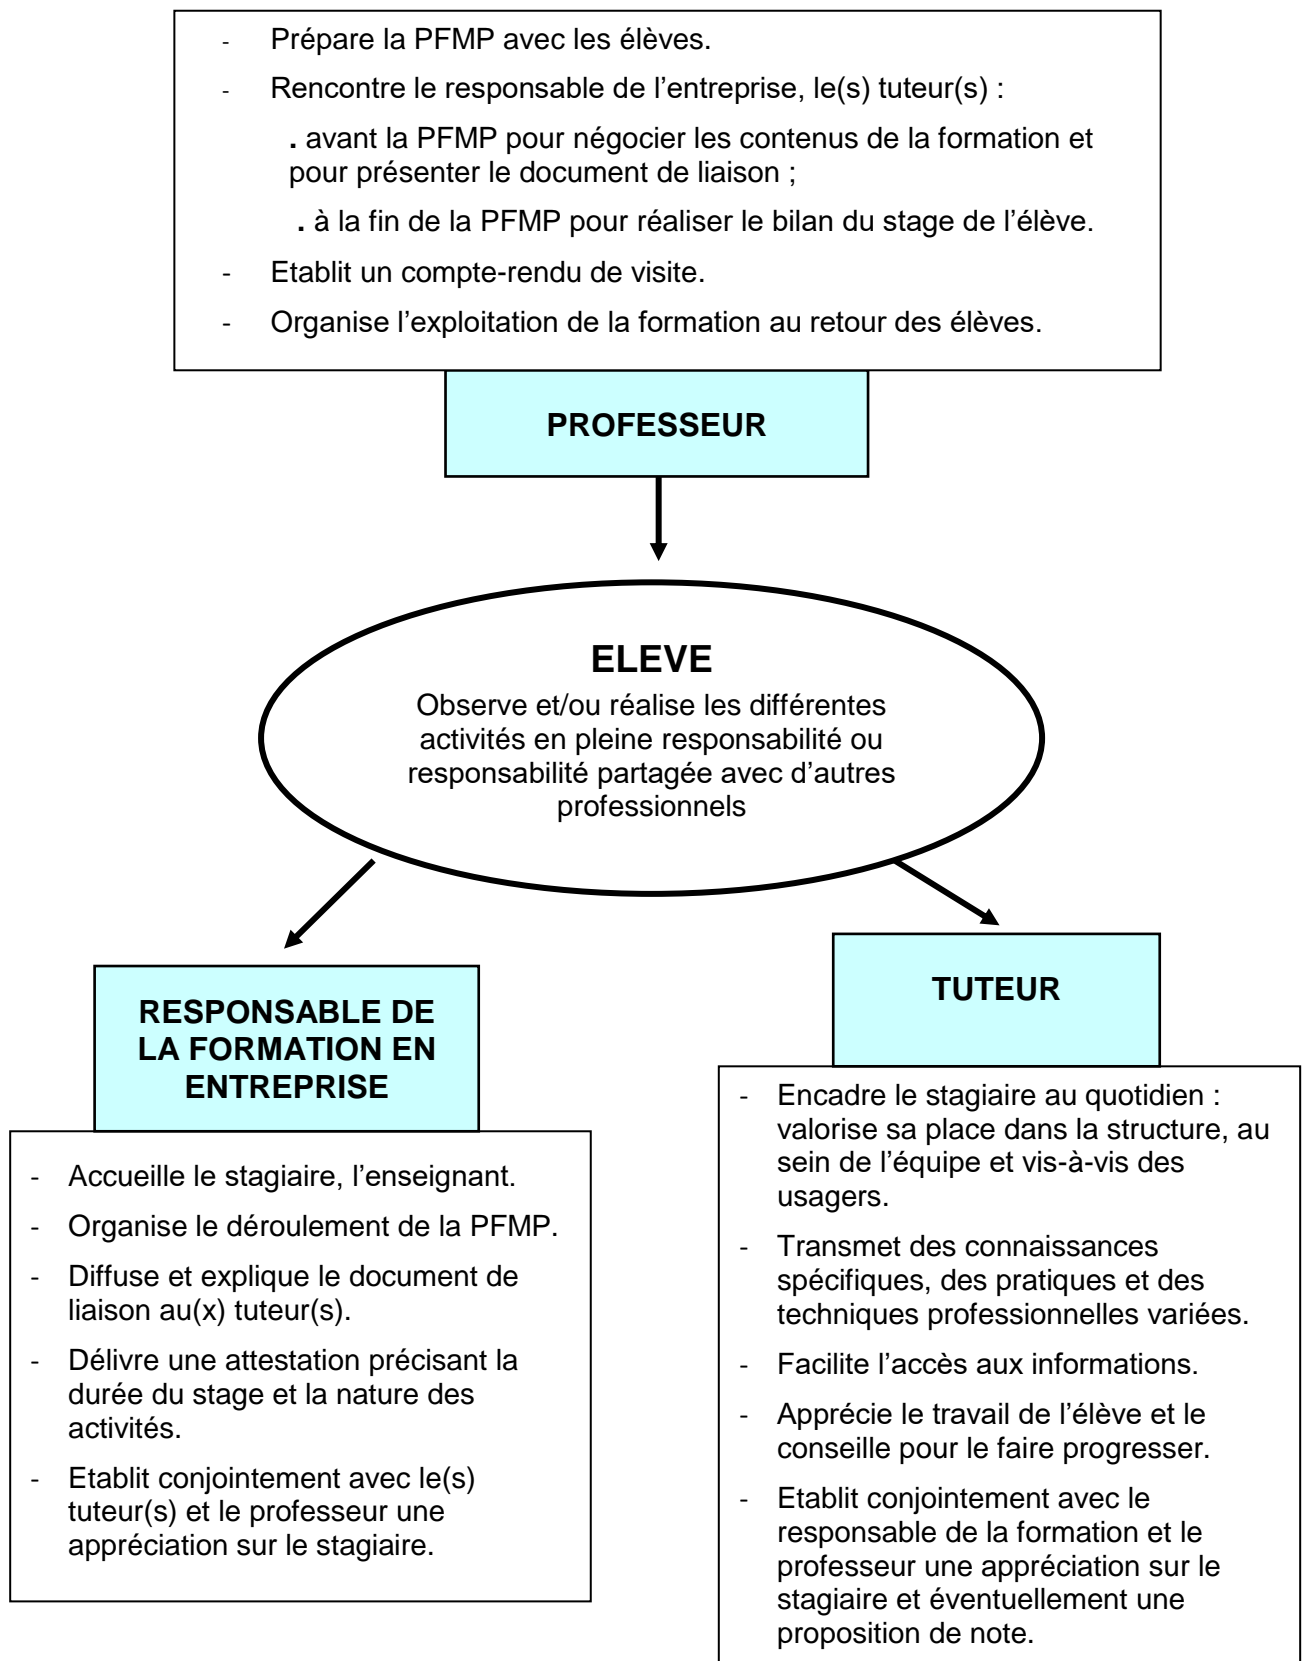 - Prépare la PFMP avec les élèves.
- Rencontre le responsable de l’entreprise, le(s) tuteur(s) :
. avant la PFMP pour négocier les contenus de la formation et
pour présenter le document de liaison ;
. à la fin de la PFMP pour réaliser le bilan du stage de l’élève.
- Etablit un compte-rendu de visite.
- Organise l’exploitation de la formation au retour des élèves.
PROFESSEUR
ELEVE
Observe et/ou réalise les différentes
activités en pleine responsabilité ou
responsabilité partagée avec d’autres
professionnels
RESPONSABLE DE
LA FORMATION EN
ENTREPRISE
- Accueille le stagiaire, l’enseignant.
- Organise le déroulement de la PFMP.
- Diffuse et explique le document de
liaison au(x) tuteur(s).
- Délivre une attestation précisant la
durée du stage et la nature des
activités.
- Etablit conjointement avec le(s)
tuteur(s) et le professeur une
appréciation sur le stagiaire.
TUTEUR
- Encadre le stagiaire au quotidien :
valorise sa place dans la structure, au
sein de l’équipe et vis-à-vis des
usagers.
- Transmet des connaissances
spécifiques, des pratiques et des
techniques professionnelles variées.
- Facilite l’accès aux informations.
- Apprécie le travail de l’élève et le
conseille pour le faire progresser.
- Etablit conjointement avec le
responsable de la formation et le
professeur une appréciation sur le
stagiaire et éventuellement une
proposition de note.